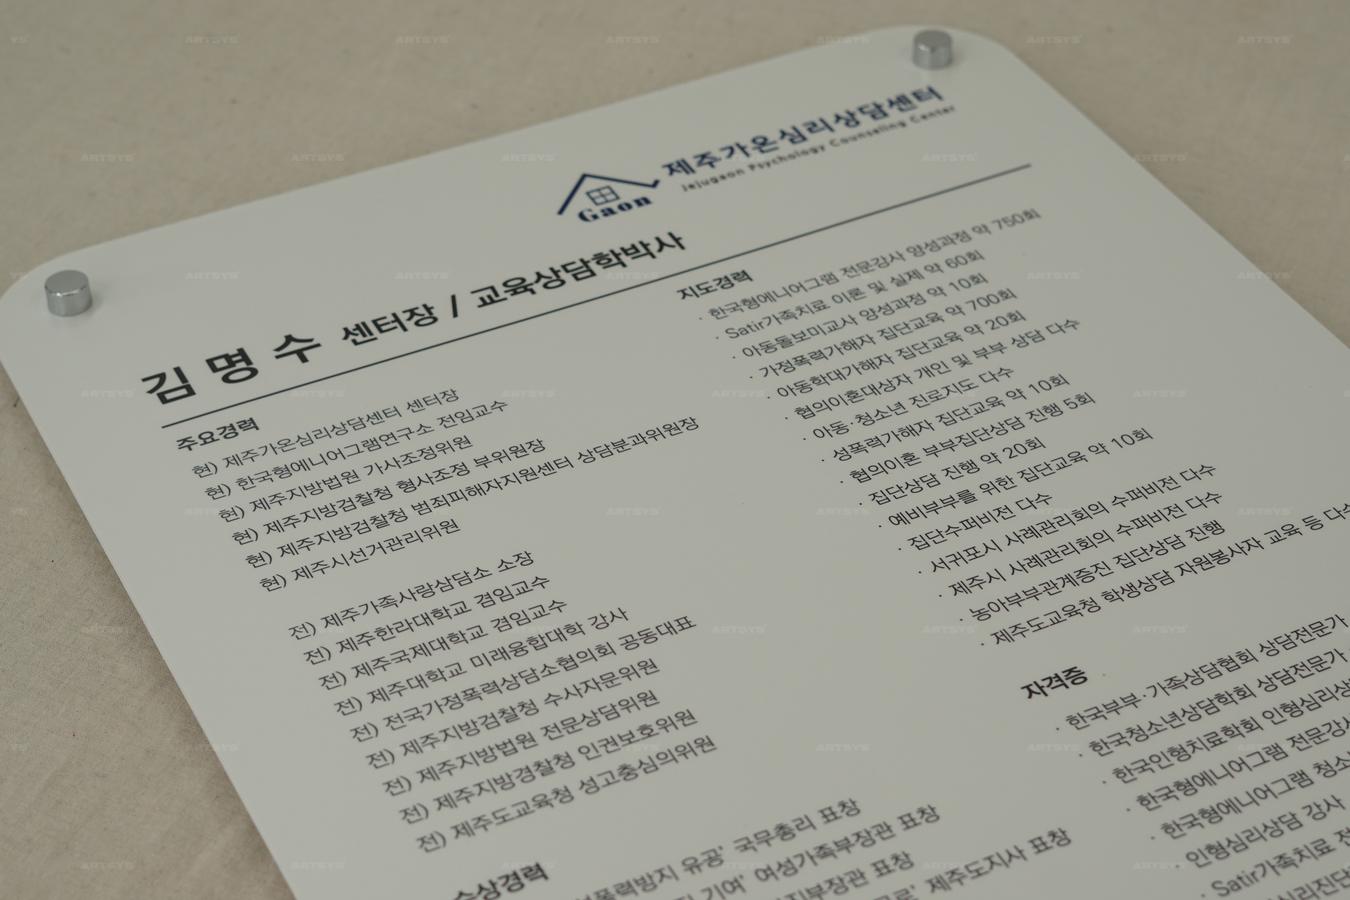 제주가온심리상담센터
Jejugaon Psychology Counseling Center
Gaon
김명수 센터장 / 교육상담학박사
주요경력
현) 제주가온심리상담센터 센터장
현) 한국형에니어그램연구소 전임교수
현) 제주지방법원 가사조정위원
현) 제주지방검찰청 형사조정 부위원장
현) 제주지방검찰청 범죄피해자지원센터 상담분과위원장
현) 제주시선거관리위원
전) 제주가족사랑상담소 소장
전) 제주한라대학교 겸임교수
전) 제주국제대학교 겸임교수
전) 제주대학교 미래융합대학 강사
전) 전국가정폭력상담소협의회 공동대표
전) 제주지방검찰청 수사자문위원
전) 제주지방법원 전문상담위원
전) 제주지방경찰청 인권보호위원
전) 제주도교육청 성고충심의위원
수상경력
폭력방지 유공' 국무총리 표창
기여' 여성가족부장관 표창
지부장관 표창
로' 제주도지사 표창
지도경력
· 한국형에니어그램 전문강사 양성과정 약 750회
· Satir가족치료 이론 및 실제 약 60회
· 아동돌보미교사 양성과정 약 10회
· 가정폭력가해자 집단교육 약 700회
· 아동학대가해자 집단교육 약 20회
· 협의이혼대상자 개인 및 부부 상담 다수
· 아동·청소년 진로지도 다수
· 성폭력가해자 집단교육 약 10회
· 협의이혼 부부집단상담 진행 5회
· 집단상담 진행 약 20회
· 예비부부를 위한 집단교육 약 10회
· 집단수퍼비전 다수
· 서귀포시 사례관리회의 수퍼비전 다수
· 제주시 사례관리회의 수퍼비전 다수
· 농아부부관계증진 집단상담 진행
· 제주도교육청 학생상담 자원봉사자 교육 등 다수
자격증
· 한국부부·가족상담협회 상담전문가
· 한국청소년상담학회 상담전문가
· 한국인형치료학회 인형심리상
· 한국형에니어그램 전문강사
· 한국형에니어그램 청소
· 인형심리상담 강사
· Satir가족치료 전
심리진단
ARTSYS